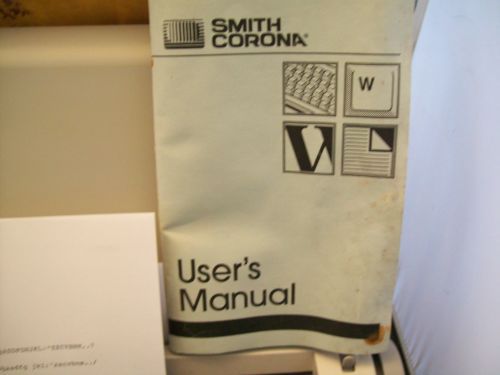 SMITH
CORONA®
W
User's
Manual